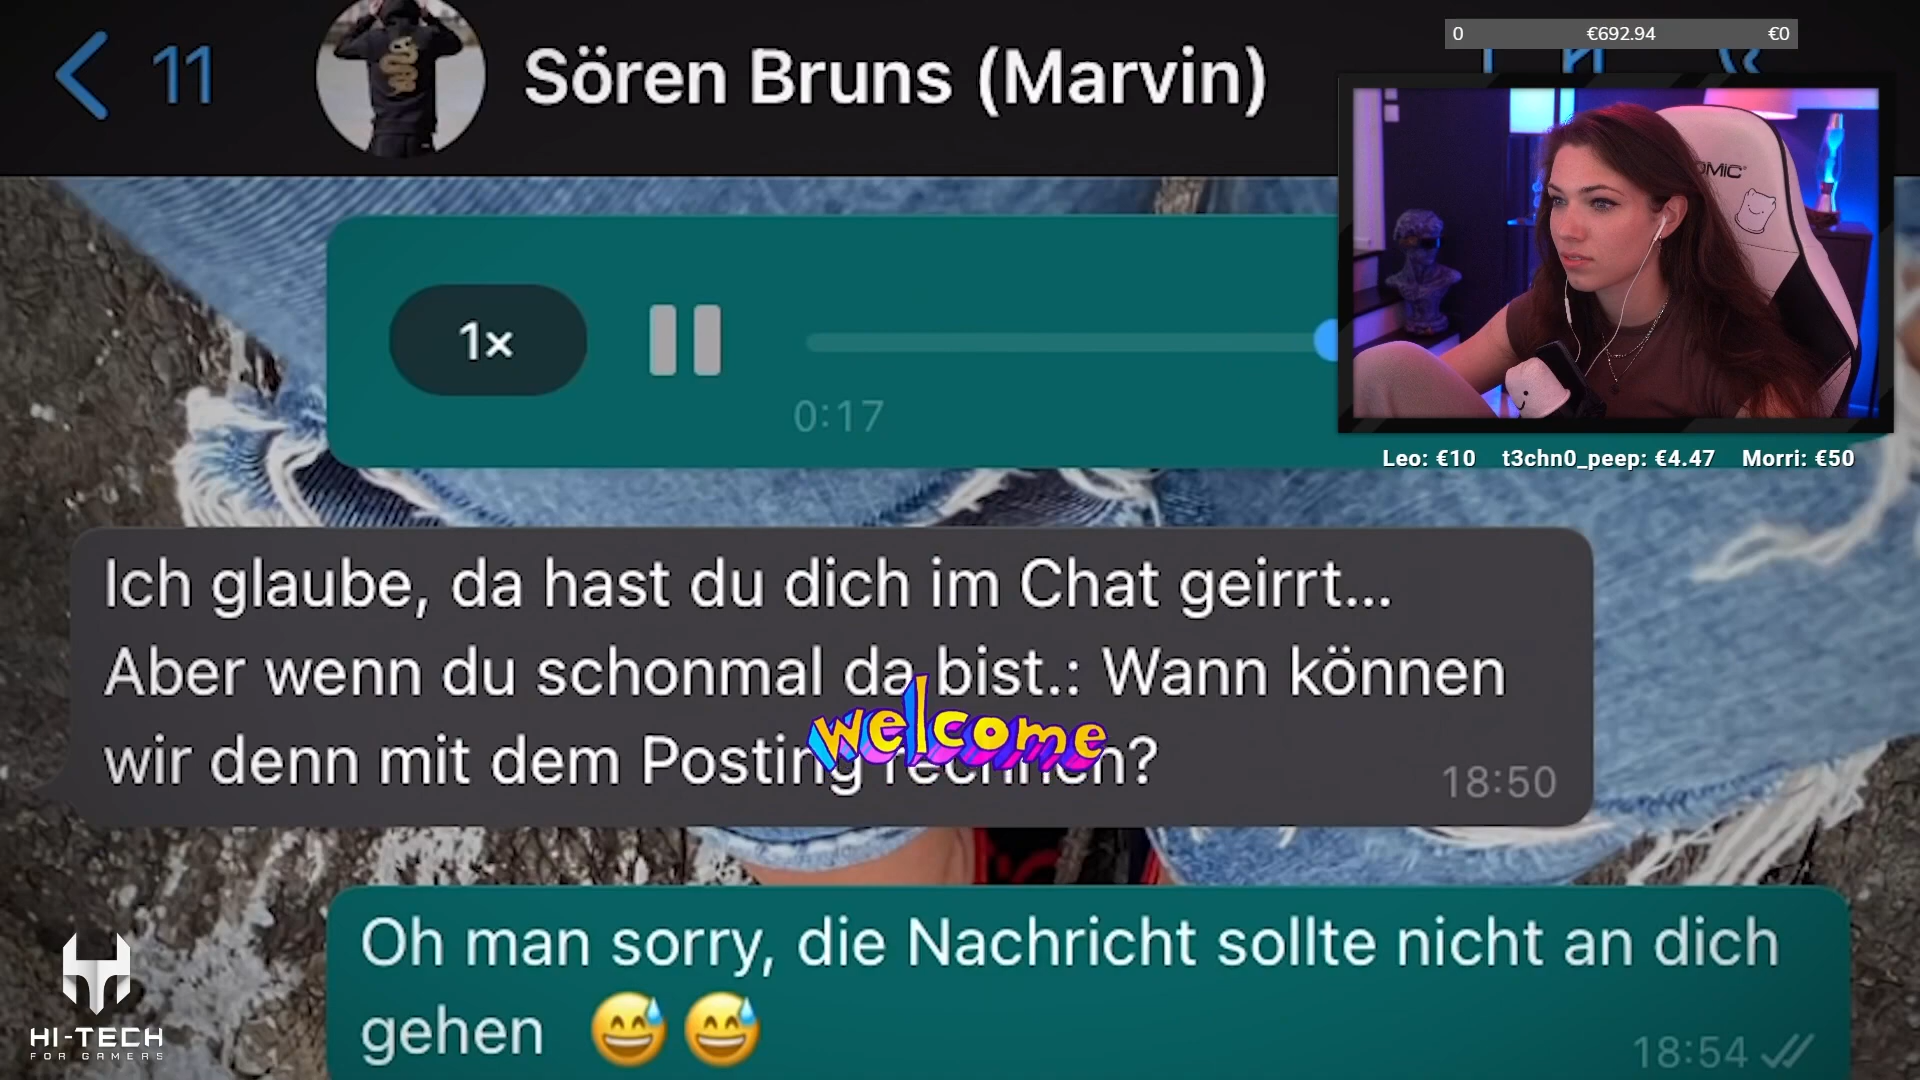 11
Sören Bruns (Marvin)
0 €692.94 €0
OMIC
1×
0:17
Leo: €10 t3chn0_peep: €4.47 Morri: €50
Ich glaube, da hast du dich im Chat geirrt...
Aber wenn du schonmal da bist.: Wann können
wir denn mit dem Posting rechnen?
welcome
18:50
Oh man sorry, die Nachricht sollte nicht an dich
gehen 😅 😅
18:54
HI-TECH
FOR GAMERS